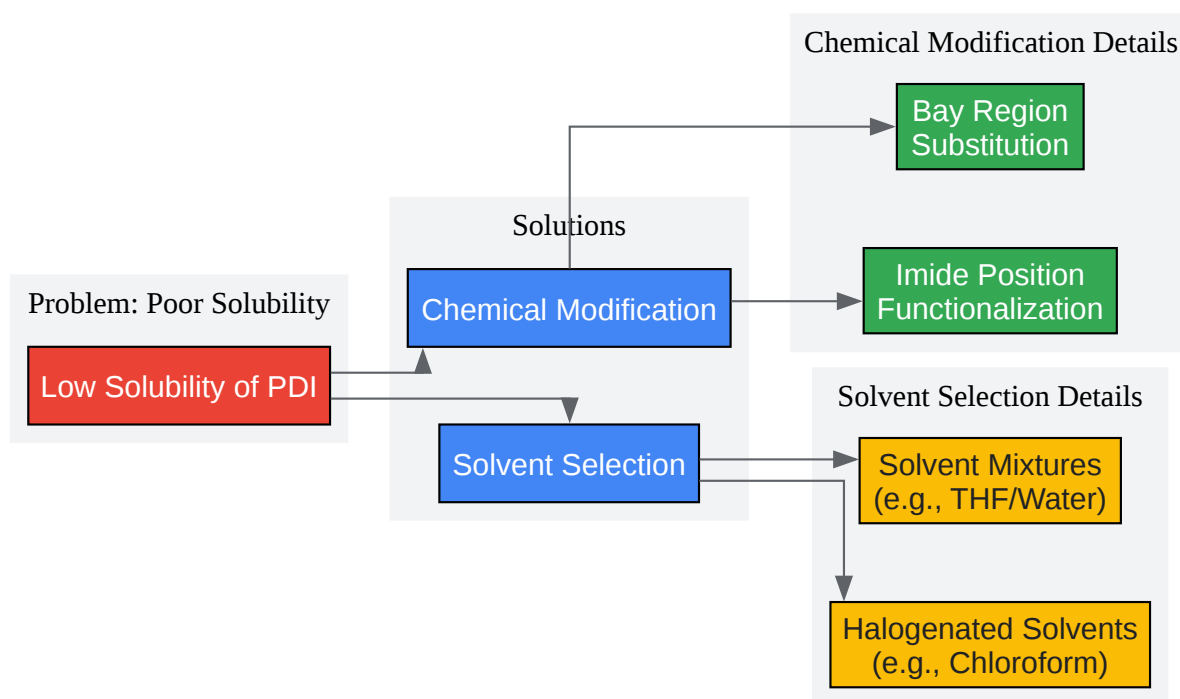 Problem: Poor Solubility
Low Solubility of PDI
Solutions
Chemical Modification
Solvent Selection
Chemical Modification Details
Bay Region
Substitution
Imide Position
Functionalization
Solvent Selection Details
Solvent Mixtures
(e.g., THF/Water)
Halogenated Solvents
(e.g., Chloroform)